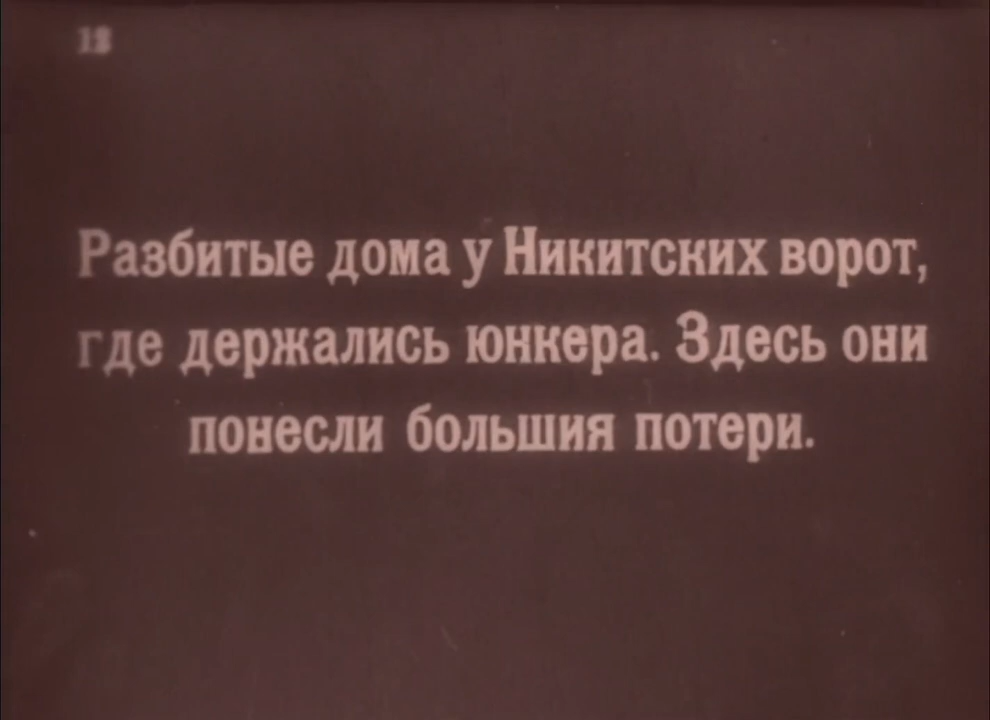 Разбитые дома у Никитских ворот,
где держались юнкера. Здесь они
понесли большия потери.